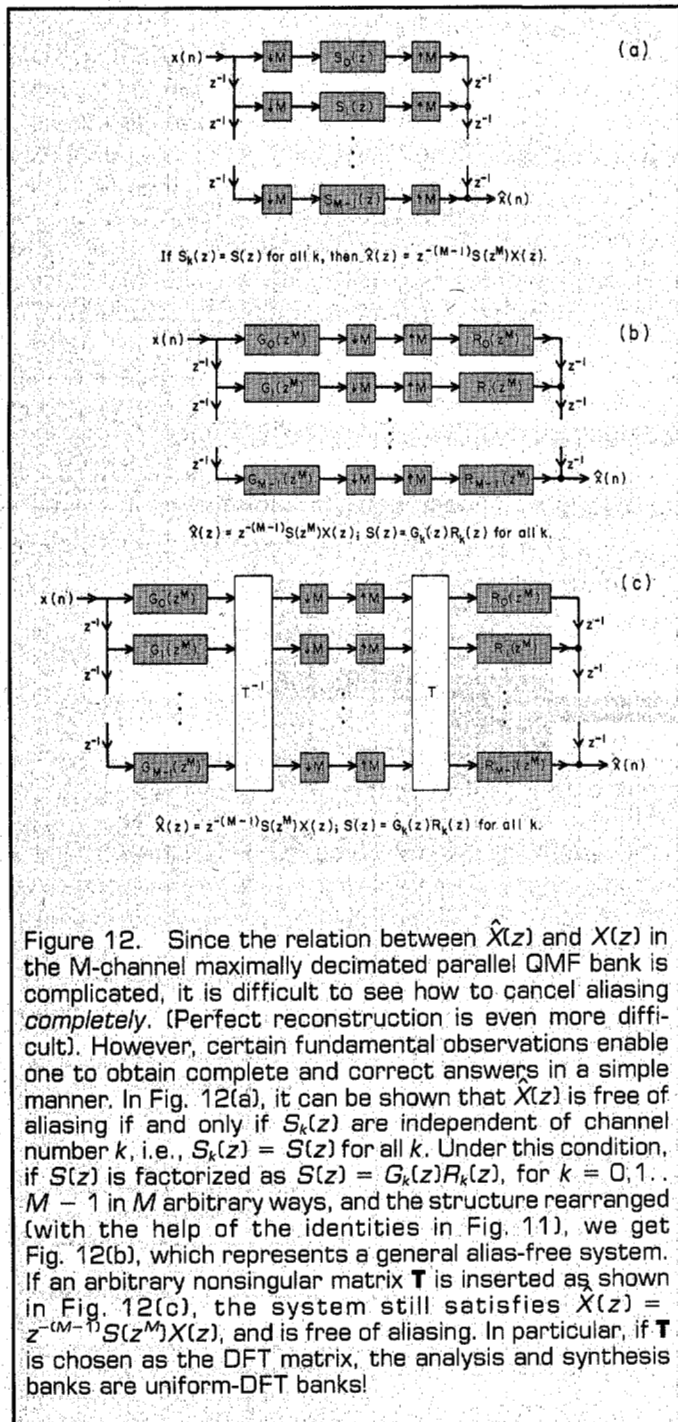 (a)
x(n) ↓M S₀(z) ↑M
z⁻¹ z⁻¹
↓M S₁(z) ↑M
z⁻¹ z⁻¹
z⁻¹ z⁻¹
↓M S_{M-1}(z) ↑M x̂(n)
If S_k(z) = S(z) for all k, then X̂(z) = z^{-(M-1)}S(z^M)X(z).
(b)
x(n) G₀(z^M) ↓M ↑M R₀(z^M)
z⁻¹ z⁻¹
G₁(z^M) ↓M ↑M R₁(z^M)
z⁻¹ z⁻¹
z⁻¹ z⁻¹
G_{M-1}(z^M) ↓M ↑M R_{M-1}(z^M) x̂(n)
X̂(z) = z^{-(M-1)}S(z^M)X(z); S(z) = G_k(z)R_k(z) for all k.
(c)
x(n) G₀(z^M) ↓M ↑M R₀(z^M)
z⁻¹ z⁻¹
G₁(z^M) ↓M ↑M R₁(z^M)
z⁻¹ T⁻¹ T z⁻¹
z⁻¹ z⁻¹
G_{M-1}(z^M) ↓M ↑M R_{M-1}(z^M) x̂(n)
X̂(z) = z^{-(M-1)}S(z^M)X(z); S(z) = G_k(z)R_k(z) for all k.
Figure 12. Since the relation between X̂(z) and X(z) in
the M-channel maximally decimated parallel QMF bank is
complicated, it is difficult to see how to cancel aliasing
completely. (Perfect reconstruction is even more diffi-
cult). However, certain fundamental observations enable
one to obtain complete and correct answers in a simple
manner. In Fig. 12(a), it can be shown that X̂(z) is free of
aliasing if and only if S_k(z) are independent of channel
number k, i.e., S_k(z) = S(z) for all k. Under this condition,
if S(z) is factorized as S(z) = G_k(z)R_k(z), for k = 0,1..
M − 1 in M arbitrary ways, and the structure rearranged
(with the help of the identities in Fig. 11), we get
Fig. 12(b), which represents a general alias-free system.
If an arbitrary nonsingular matrix T is inserted as shown
in Fig. 12(c), the system still satisfies X̂(z) =
z^{-(M-1)}S(z^M)X(z), and is free of aliasing. In particular, if T
is chosen as the DFT matrix, the analysis and synthesis
banks are uniform-DFT banks!